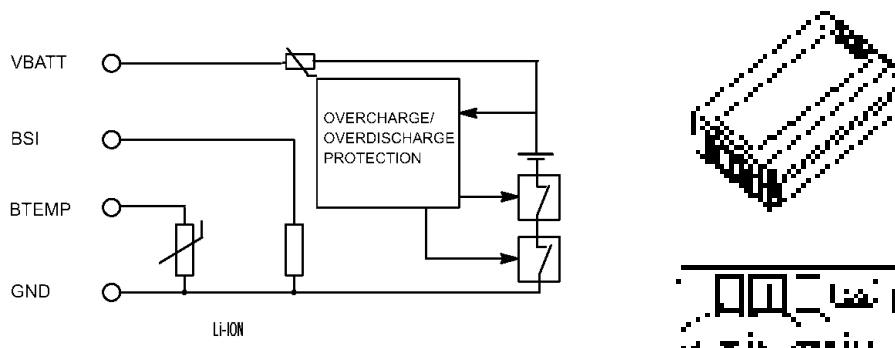 VBATT
BSI
BTEMP
GND
OVERCHARGE/
OVERDISCHARGE
PROTECTION
Li-ION